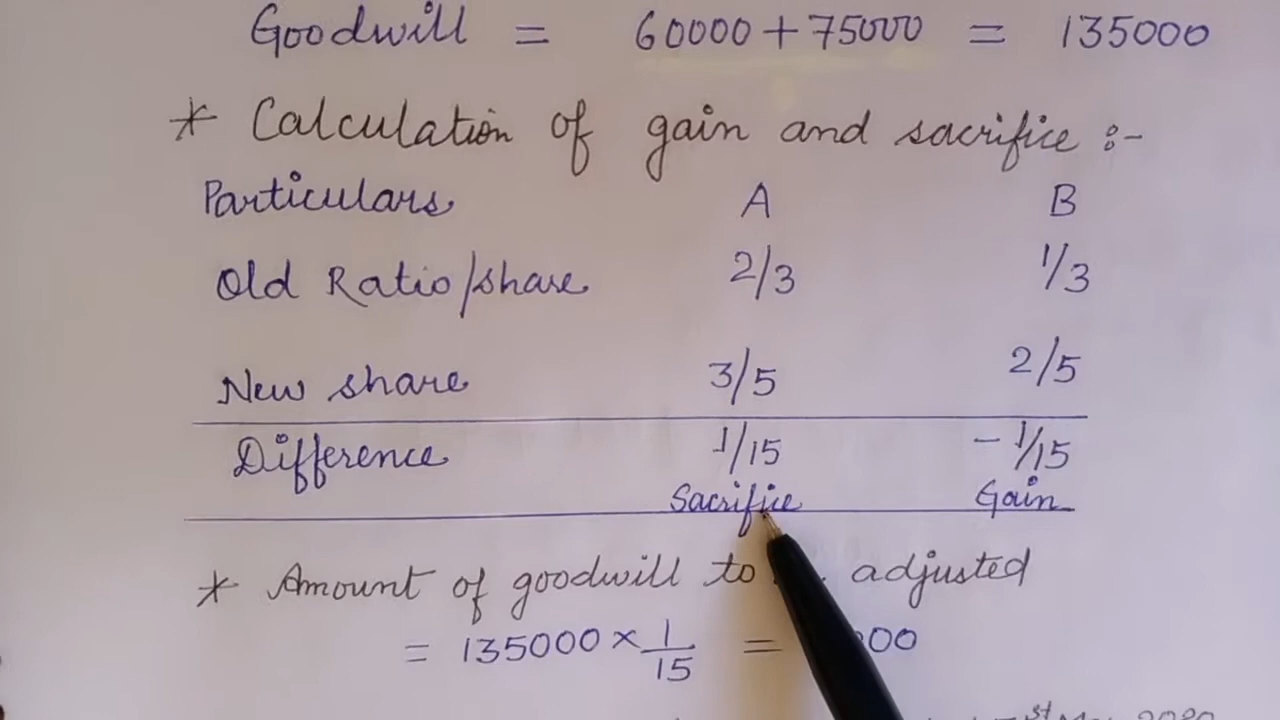 Goodwill = 60000 + 75000 = 135000
* Calculation of gain and sacrifice :-
Particulars A B
Old Ratio/share 2/3 1/3
New share 3/5 2/5
Difference 1/15 - 1/15
Sacrifice Gain
* Amount of goodwill to adjusted
= 135000 × 1/15 = 00
st